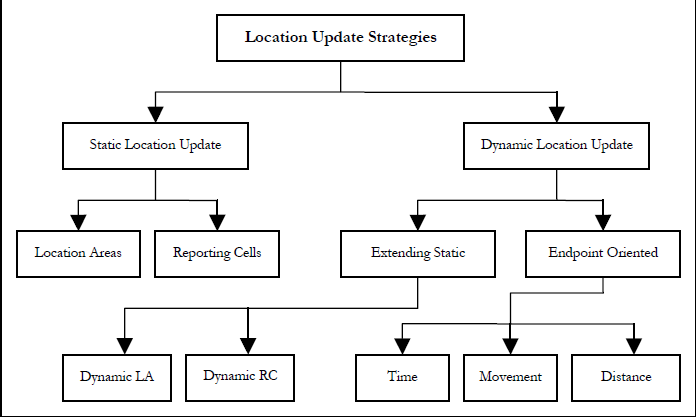 Location Update Strategies
Static Location Update
Dynamic Location Update
Location Areas
Reporting Cells
Extending Static
Endpoint Oriented
Dynamic LA
Dynamic RC
Time
Movement
Distance